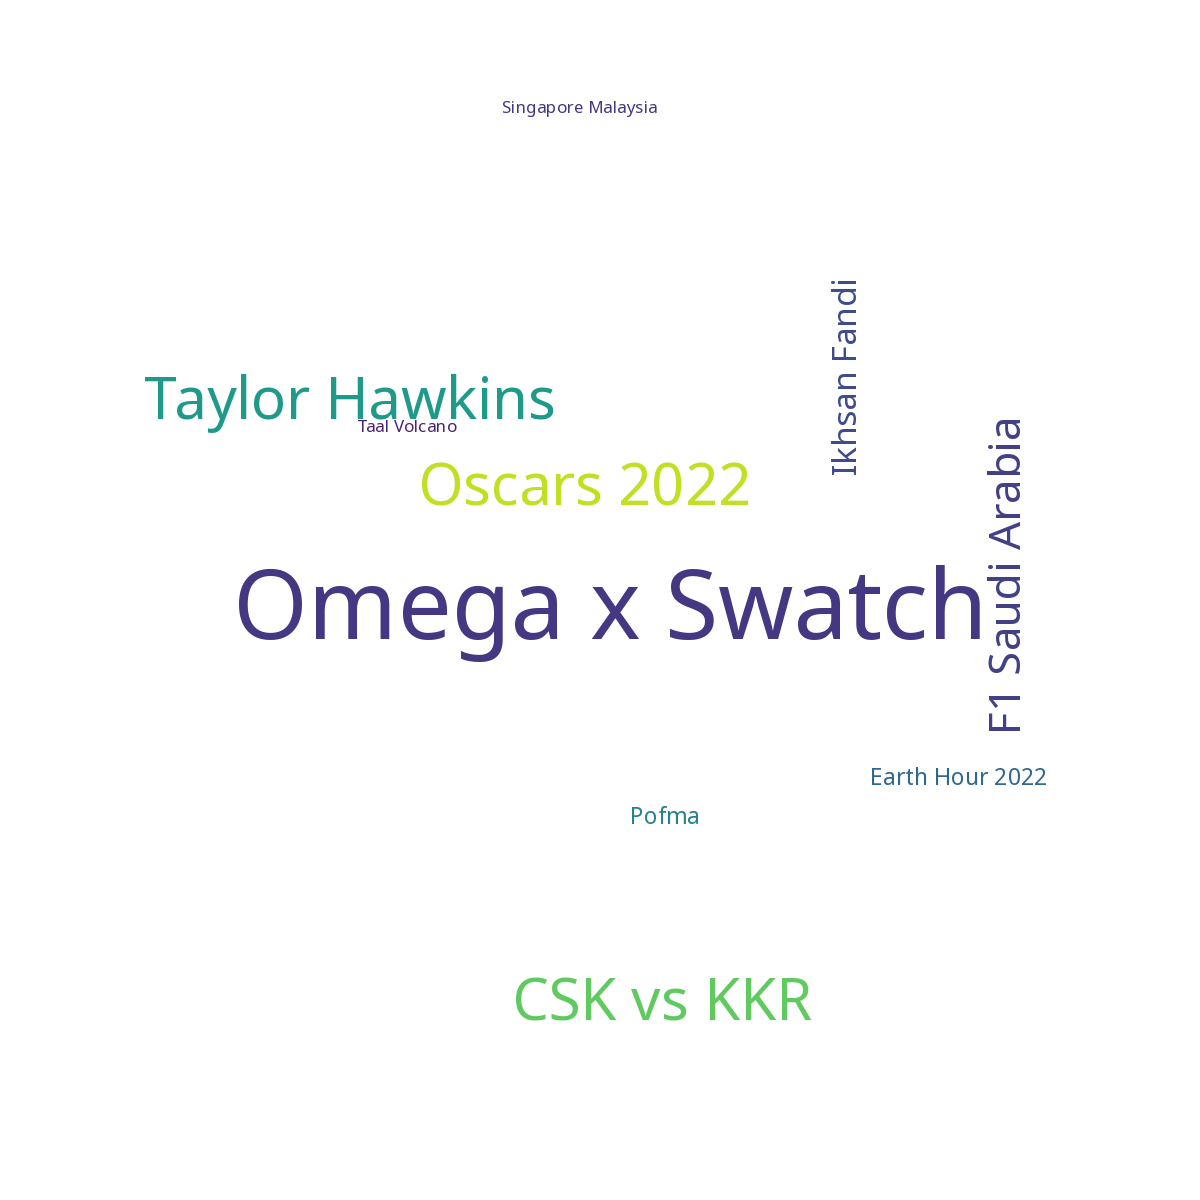 Singapore Malaysia
Ikhsan Fandi
Taylor Hawkins
Taal Volcano
F1 Saudi Arabia
Oscars 2022
Omega x Swatch
Earth Hour 2022
Pofma
CSK vs KKR